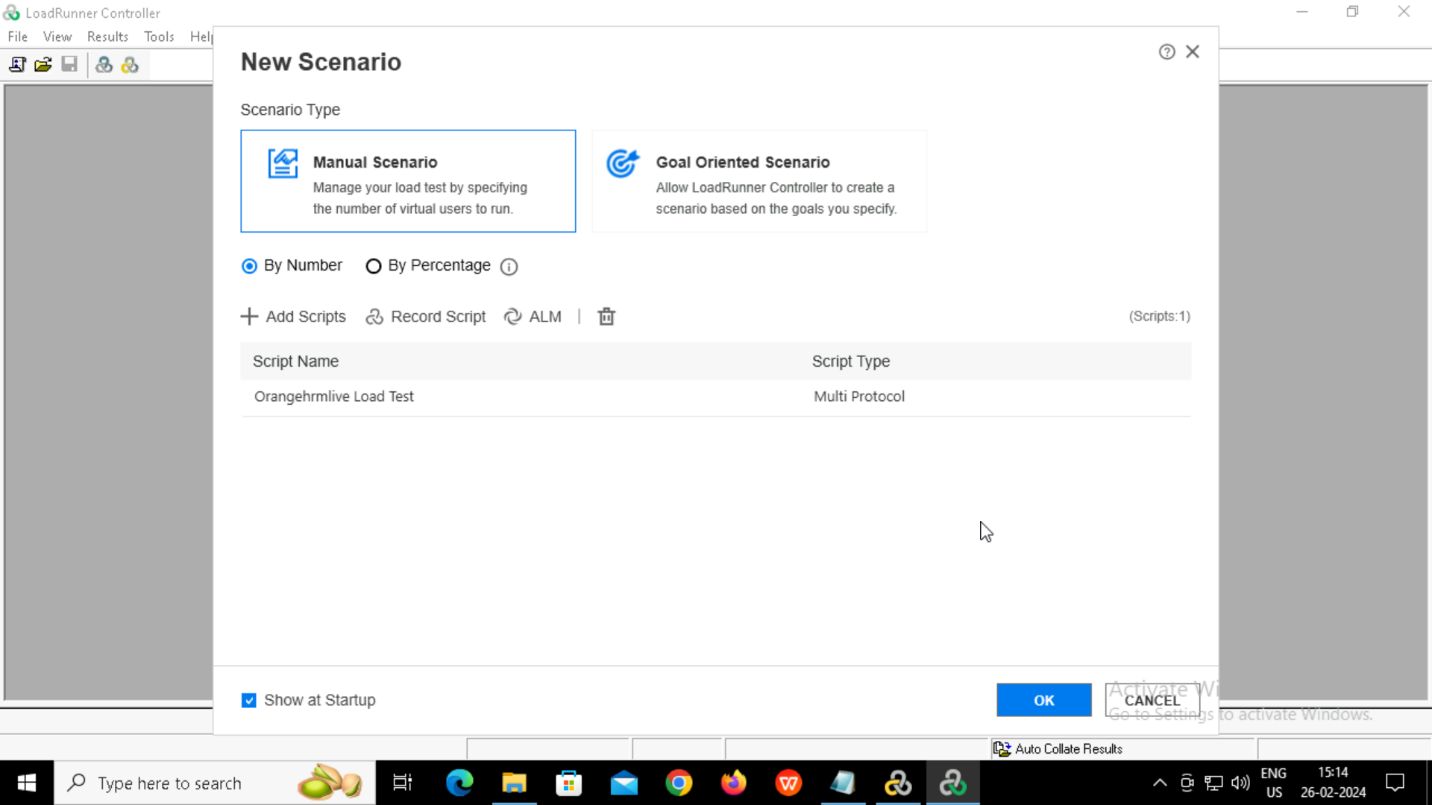 LoadRunner Controller
File View Results Tools Help
New Scenario
Scenario Type
Manual Scenario
Manage your load test by specifying
the number of virtual users to run.
Goal Oriented Scenario
Allow LoadRunner Controller to create a
scenario based on the goals you specify.
By Number By Percentage
Add Scripts Record Script ALM | (Scripts:1)
Script Name Script Type
Orangehrmlive Load Test Multi Protocol
Show at Startup OK CANCEL
Activate Wi
Go to Settings to activate Windows.
Auto Collate Results
Type here to search
ENG
US
15:14
26-02-2024